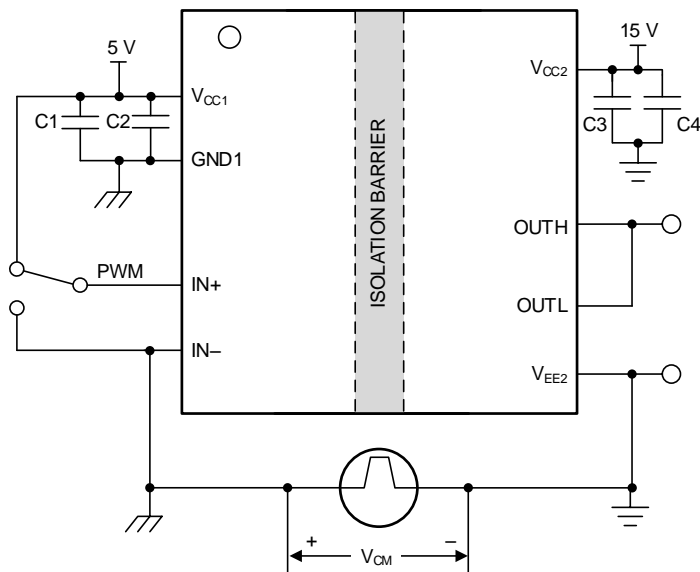 5 V
15 V
VCC1
VCC2
C1
C2
C3
C4
GND1
ISOLATION BARRIER
OUTH
PWM
IN+
OUTL
IN–
VEE2
+
–
VCM